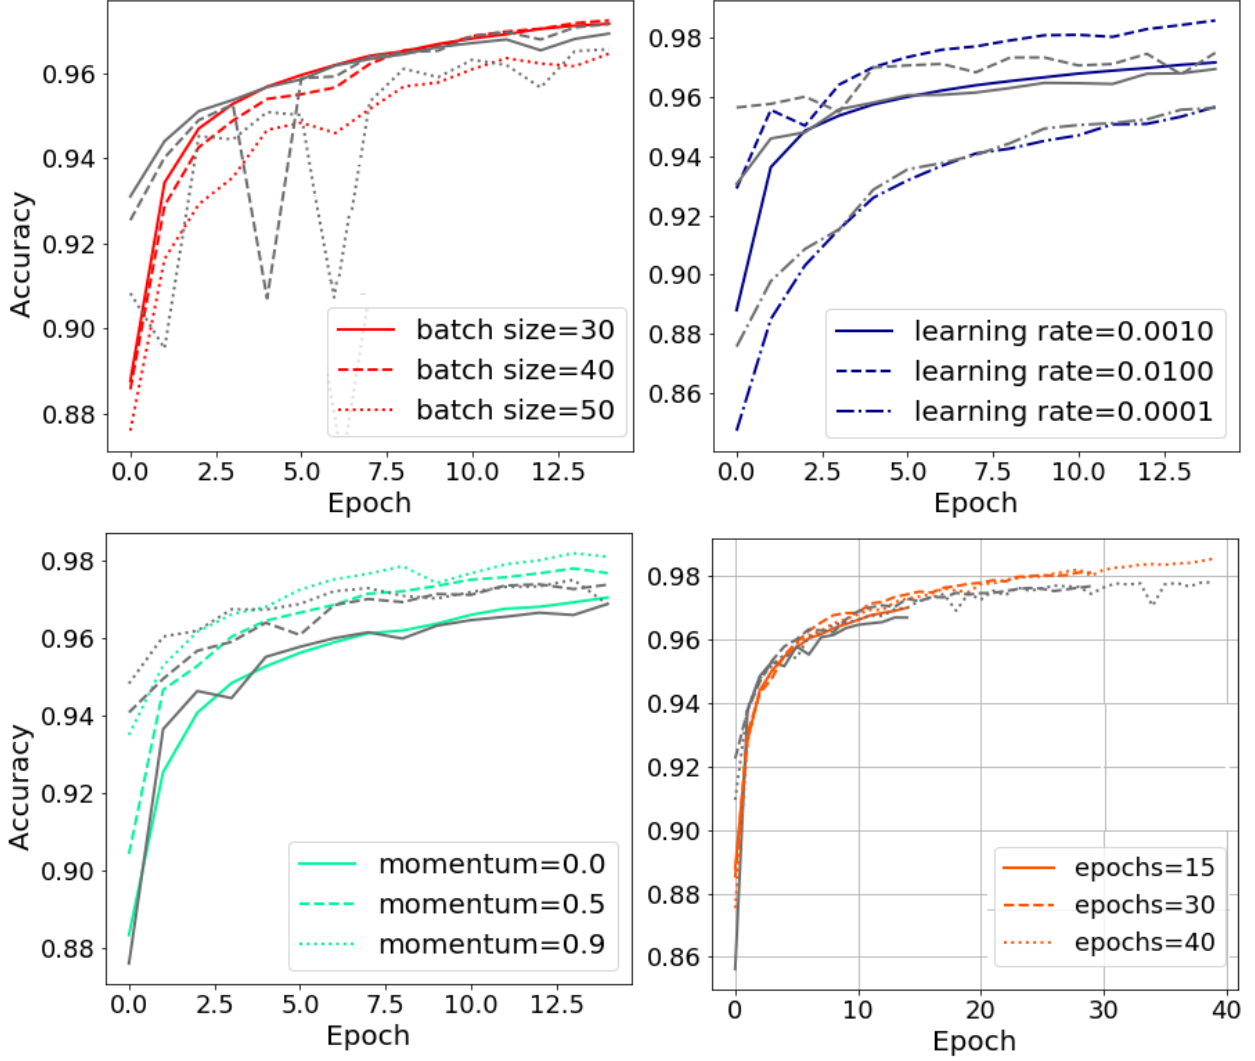 0.96
0.94
0.92
0.90
0.88
Accuracy
batch size=30
batch size=40
batch size=50
0.0
2.5
5.0
7.5
10.0
12.5
Epoch
0.98
0.96
0.94
0.92
0.90
0.88
0.86
learning rate=0.0010
learning rate=0.0100
learning rate=0.0001
0.0
2.5
5.0
7.5
10.0
12.5
Epoch
0.98
0.96
0.94
0.92
0.90
0.88
Accuracy
momentum=0.0
momentum=0.5
momentum=0.9
0.0
2.5
5.0
7.5
10.0
12.5
Epoch
0.98
0.96
0.94
0.92
0.90
0.88
0.86
epochs=15
epochs=30
epochs=40
0
10
20
30
40
Epoch